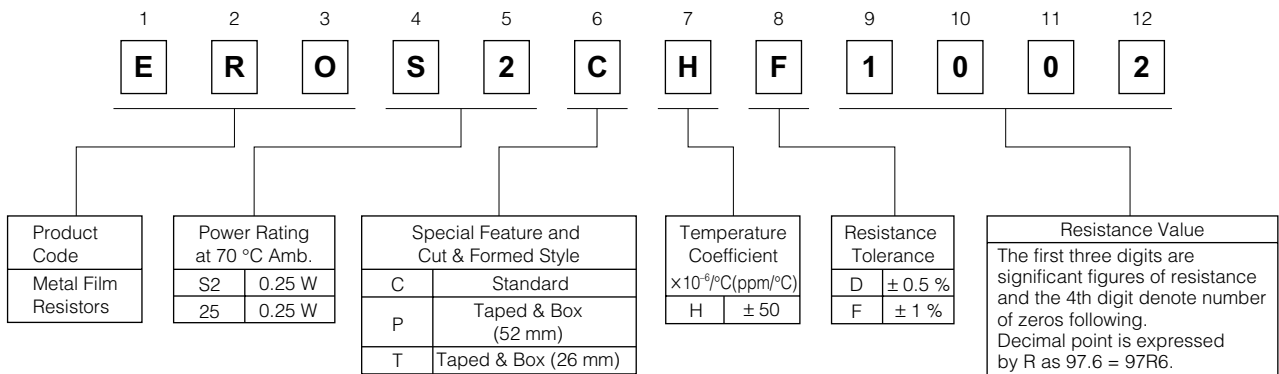 1 2 3 4 5 6 7 8 9 10 11 12
E R O S 2 C H F 1 0 0 2
Product
Code
Metal Film
Resistors
Power Rating
at 70 °C Amb.
S2 0.25 W
25 0.25 W
Special Feature and
Cut & Formed Style
C Standard
P Taped & Box
(52 mm)
T Taped & Box (26 mm)
Temperature
Coefficient
×10⁻⁶/°C(ppm/°C)
H ± 50
Resistance
Tolerance
D ± 0.5 %
F ± 1 %
Resistance Value
The first three digits are
significant figures of resistance
and the 4th digit denote number
of zeros following.
Decimal point is expressed
by R as 97.6 = 97R6.